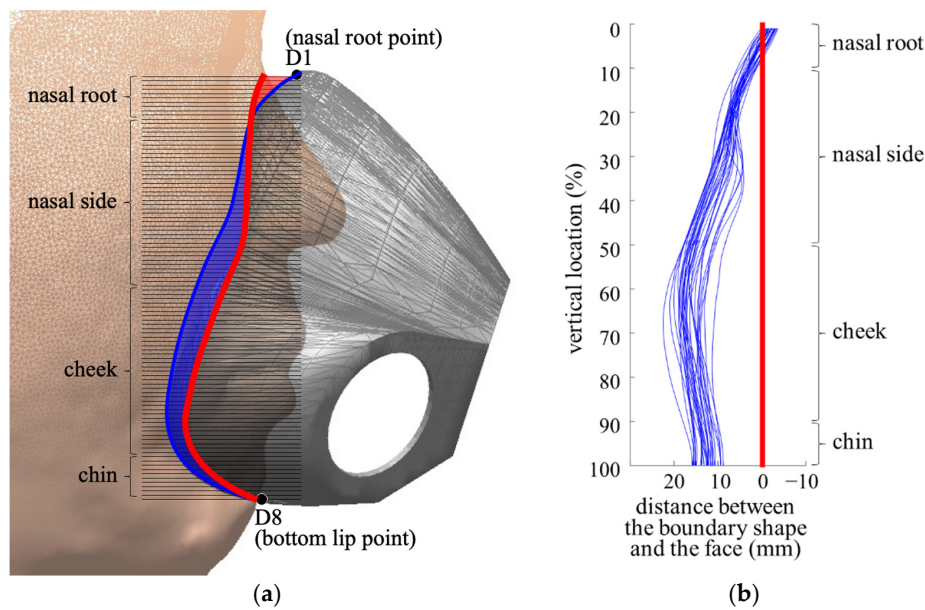 (nasal root point)
D1
nasal root
nasal side
cheek
chin
D8
(bottom lip point)
(a)
0
10
20
30
40
50
60
70
80
90
100
vertical location (%)
20 10 0 −10
distance between
the boundary shape
and the face (mm)
nasal root
nasal side
cheek
chin
(b)